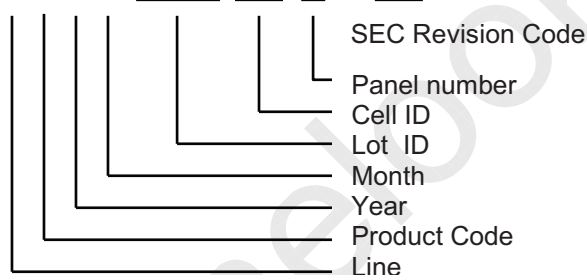 SEC Revision Code
Panel number
Cell ID
Lot ID
Month
Year
Product Code
Line